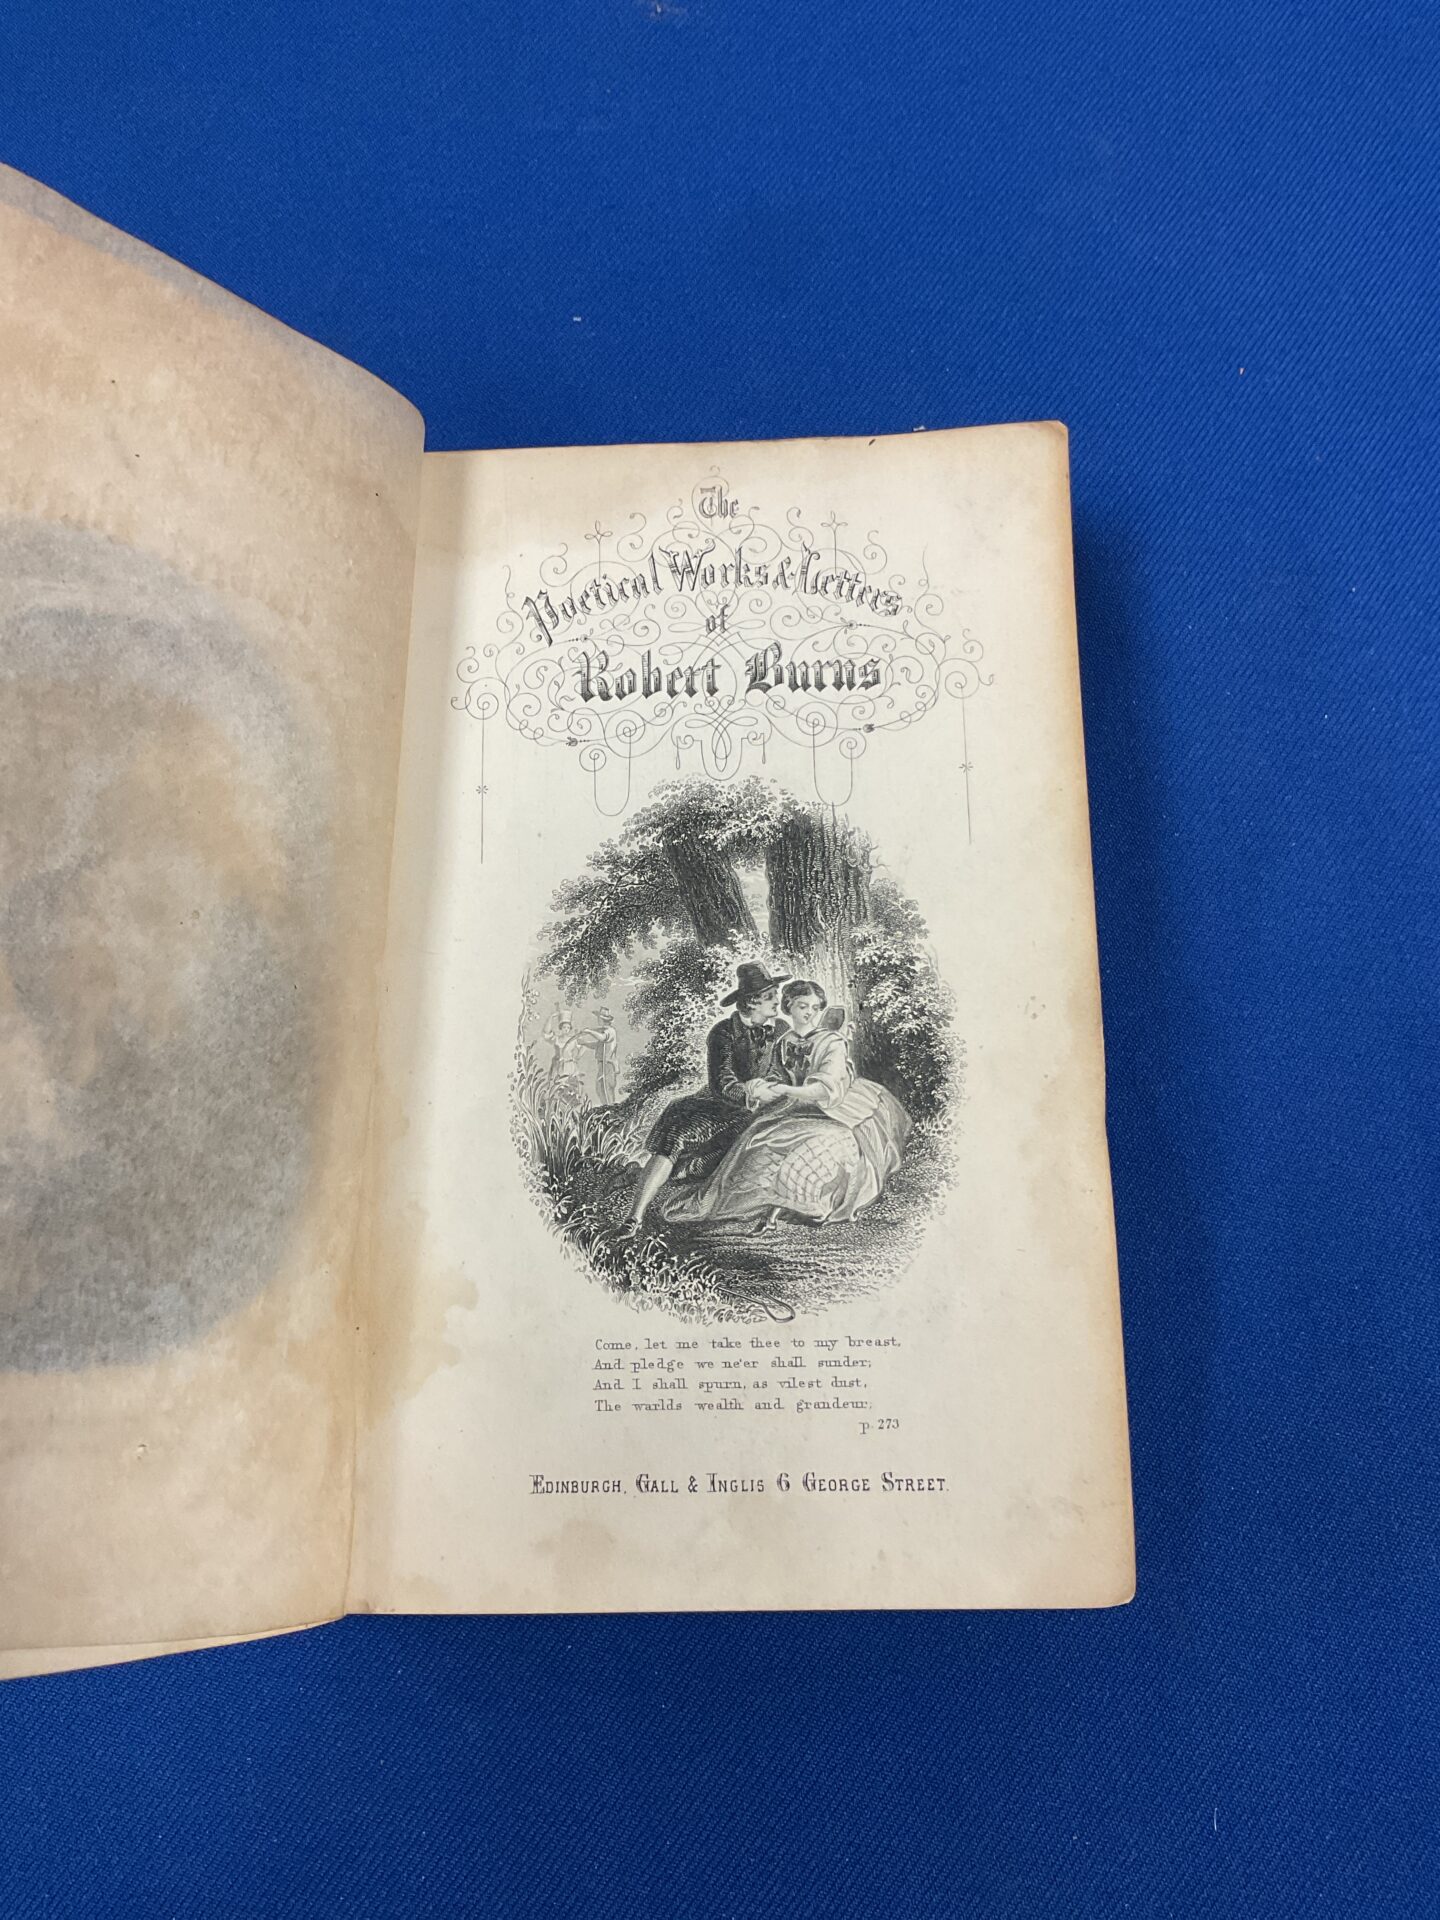 The
Poetical Works & Letters
of
Robert Burns
Come, let me take thee to my breast,
And pledge we ne'er shall sunder;
And I shall spurn, as vilest dust,
The warlds wealth and grandeur;
p. 273
EDINBURGH, GALL & INGLIS 6 GEORGE STREET.